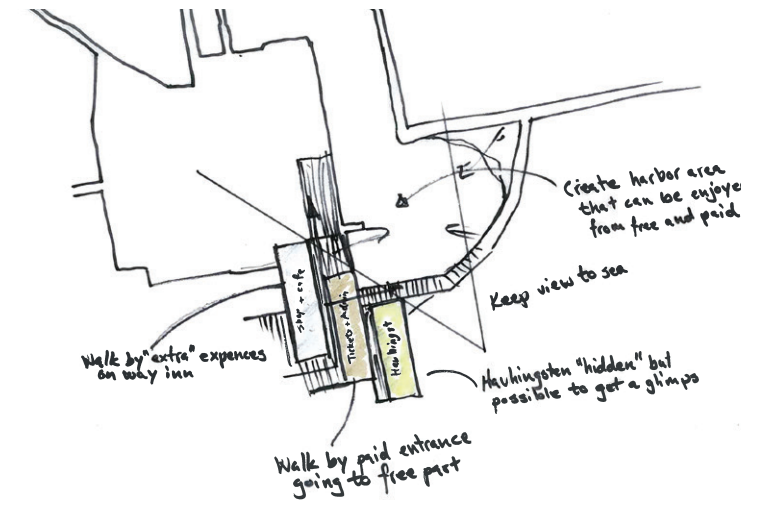 Create harbor area
that can be enjoye
from free and paid
Keep view to sea
Shop + cafe
Tickets + Admin
Havhingst
Walk by "extra" expences
on way inn
Havhingsten "hidden" but
possible to get a glimps
Walk by paid entrance
going to free part